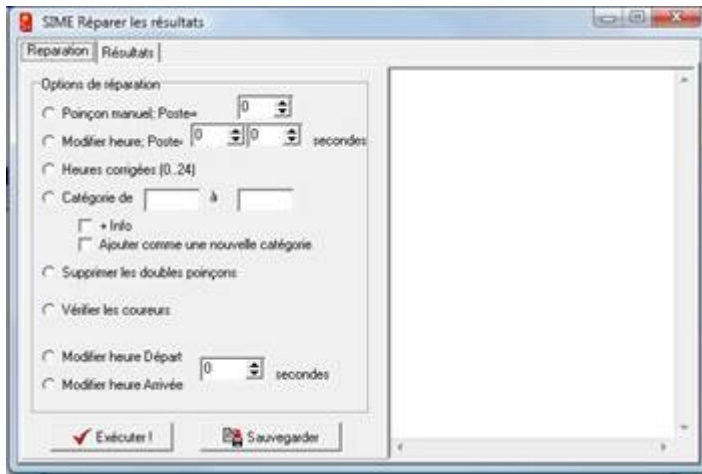 SIME Réparer les résultats
Reparation Résultats
Options de réparation
Poinçon manuel; Poste= 0
Modifier heure; Poste= 0 0 secondes
Heures corrigées (0..24)
Catégorie de à
+ Info
Ajouter comme une nouvelle catégorie
Supprimer les doubles poinçons
Vérifier les coureurs
Modifier heure Départ
0 secondes
Modifier heure Arrivée
Exécuter ! Sauvegarder